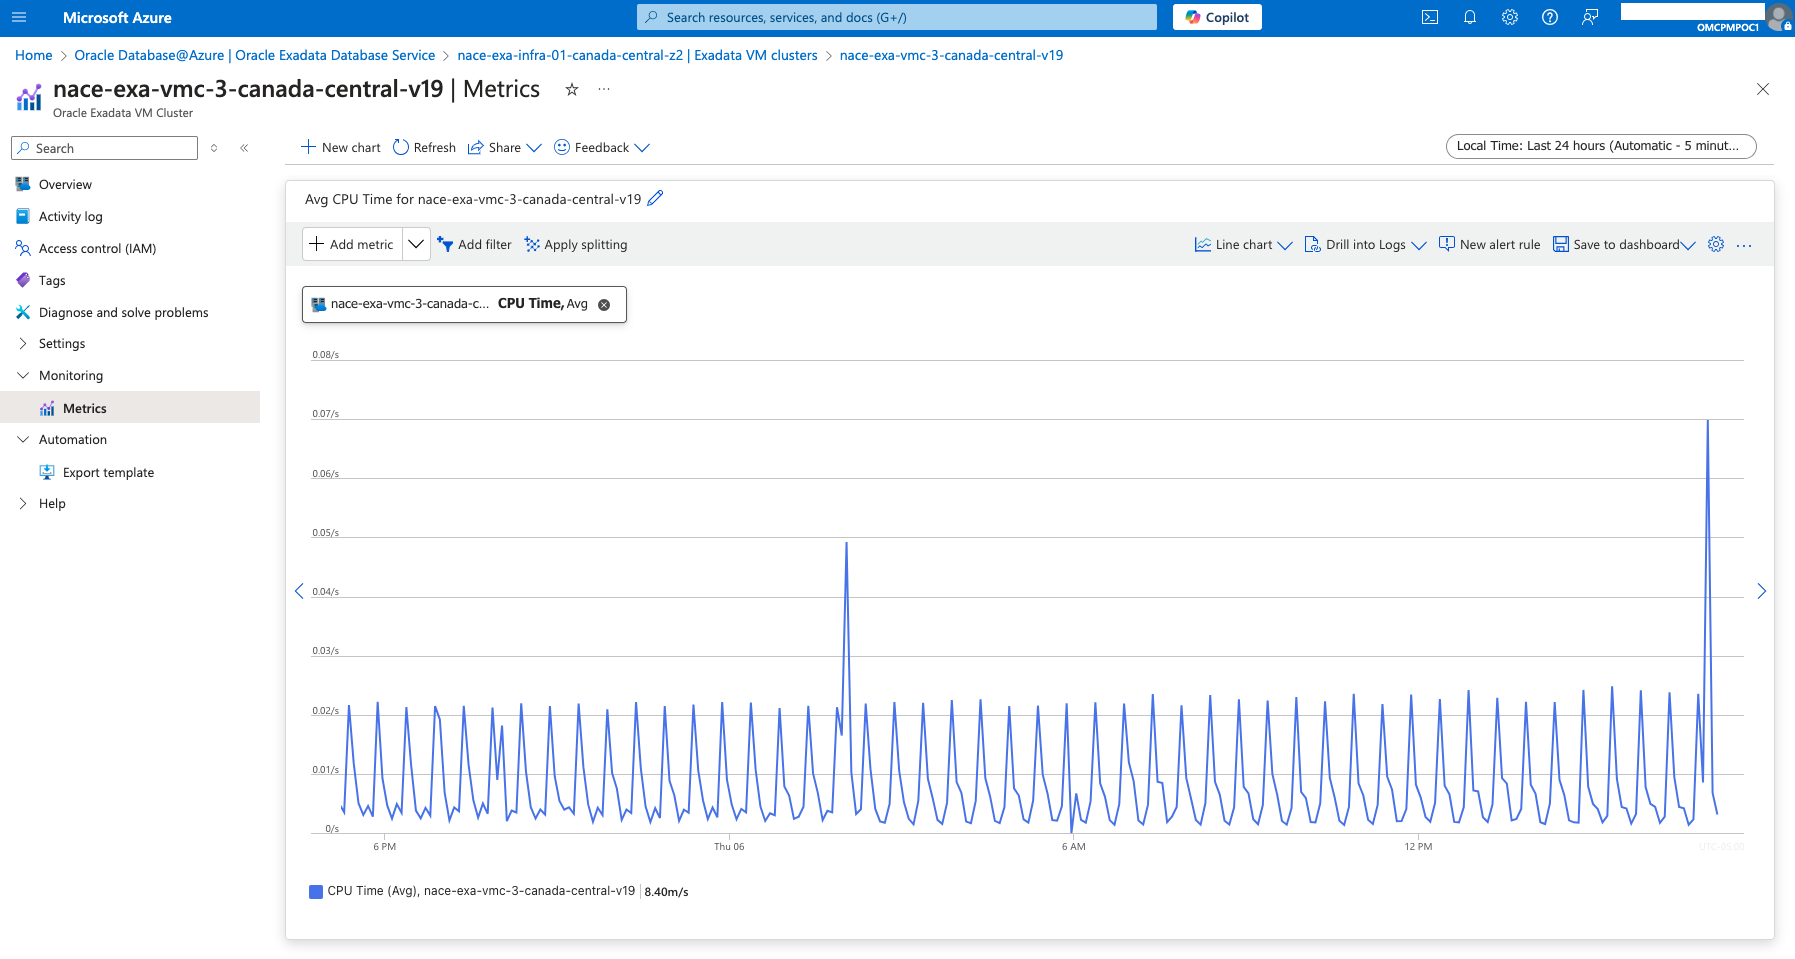 Microsoft Azure
Search resources, services, and docs (G+/)
Copilot
OMCPMPOC1
Home > Oracle Database@Azure | Oracle Exadata Database Service > nace-exa-infra-01-canada-central-z2 | Exadata VM clusters > nace-exa-vmc-3-canada-central-v19
nace-exa-vmc-3-canada-central-v19 | Metrics
Oracle Exadata VM Cluster
Search
New chart Refresh Share Feedback
Local Time: Last 24 hours (Automatic - 5 minut...
Overview
Activity log
Access control (IAM)
Tags
Diagnose and solve problems
Settings
Monitoring
Metrics
Automation
Export template
Help
Avg CPU Time for nace-exa-vmc-3-canada-central-v19
Add metric Add filter Apply splitting
Line chart Drill into Logs New alert rule Save to dashboard
nace-exa-vmc-3-canada-c... CPU Time, Avg
0.08/s
0.07/s
0.06/s
0.05/s
0.04/s
0.03/s
0.02/s
0.01/s
0/s
6 PM Thu 06 6 AM 12 PM UTC-05:00
CPU Time (Avg), nace-exa-vmc-3-canada-central-v19 | 8.40m/s